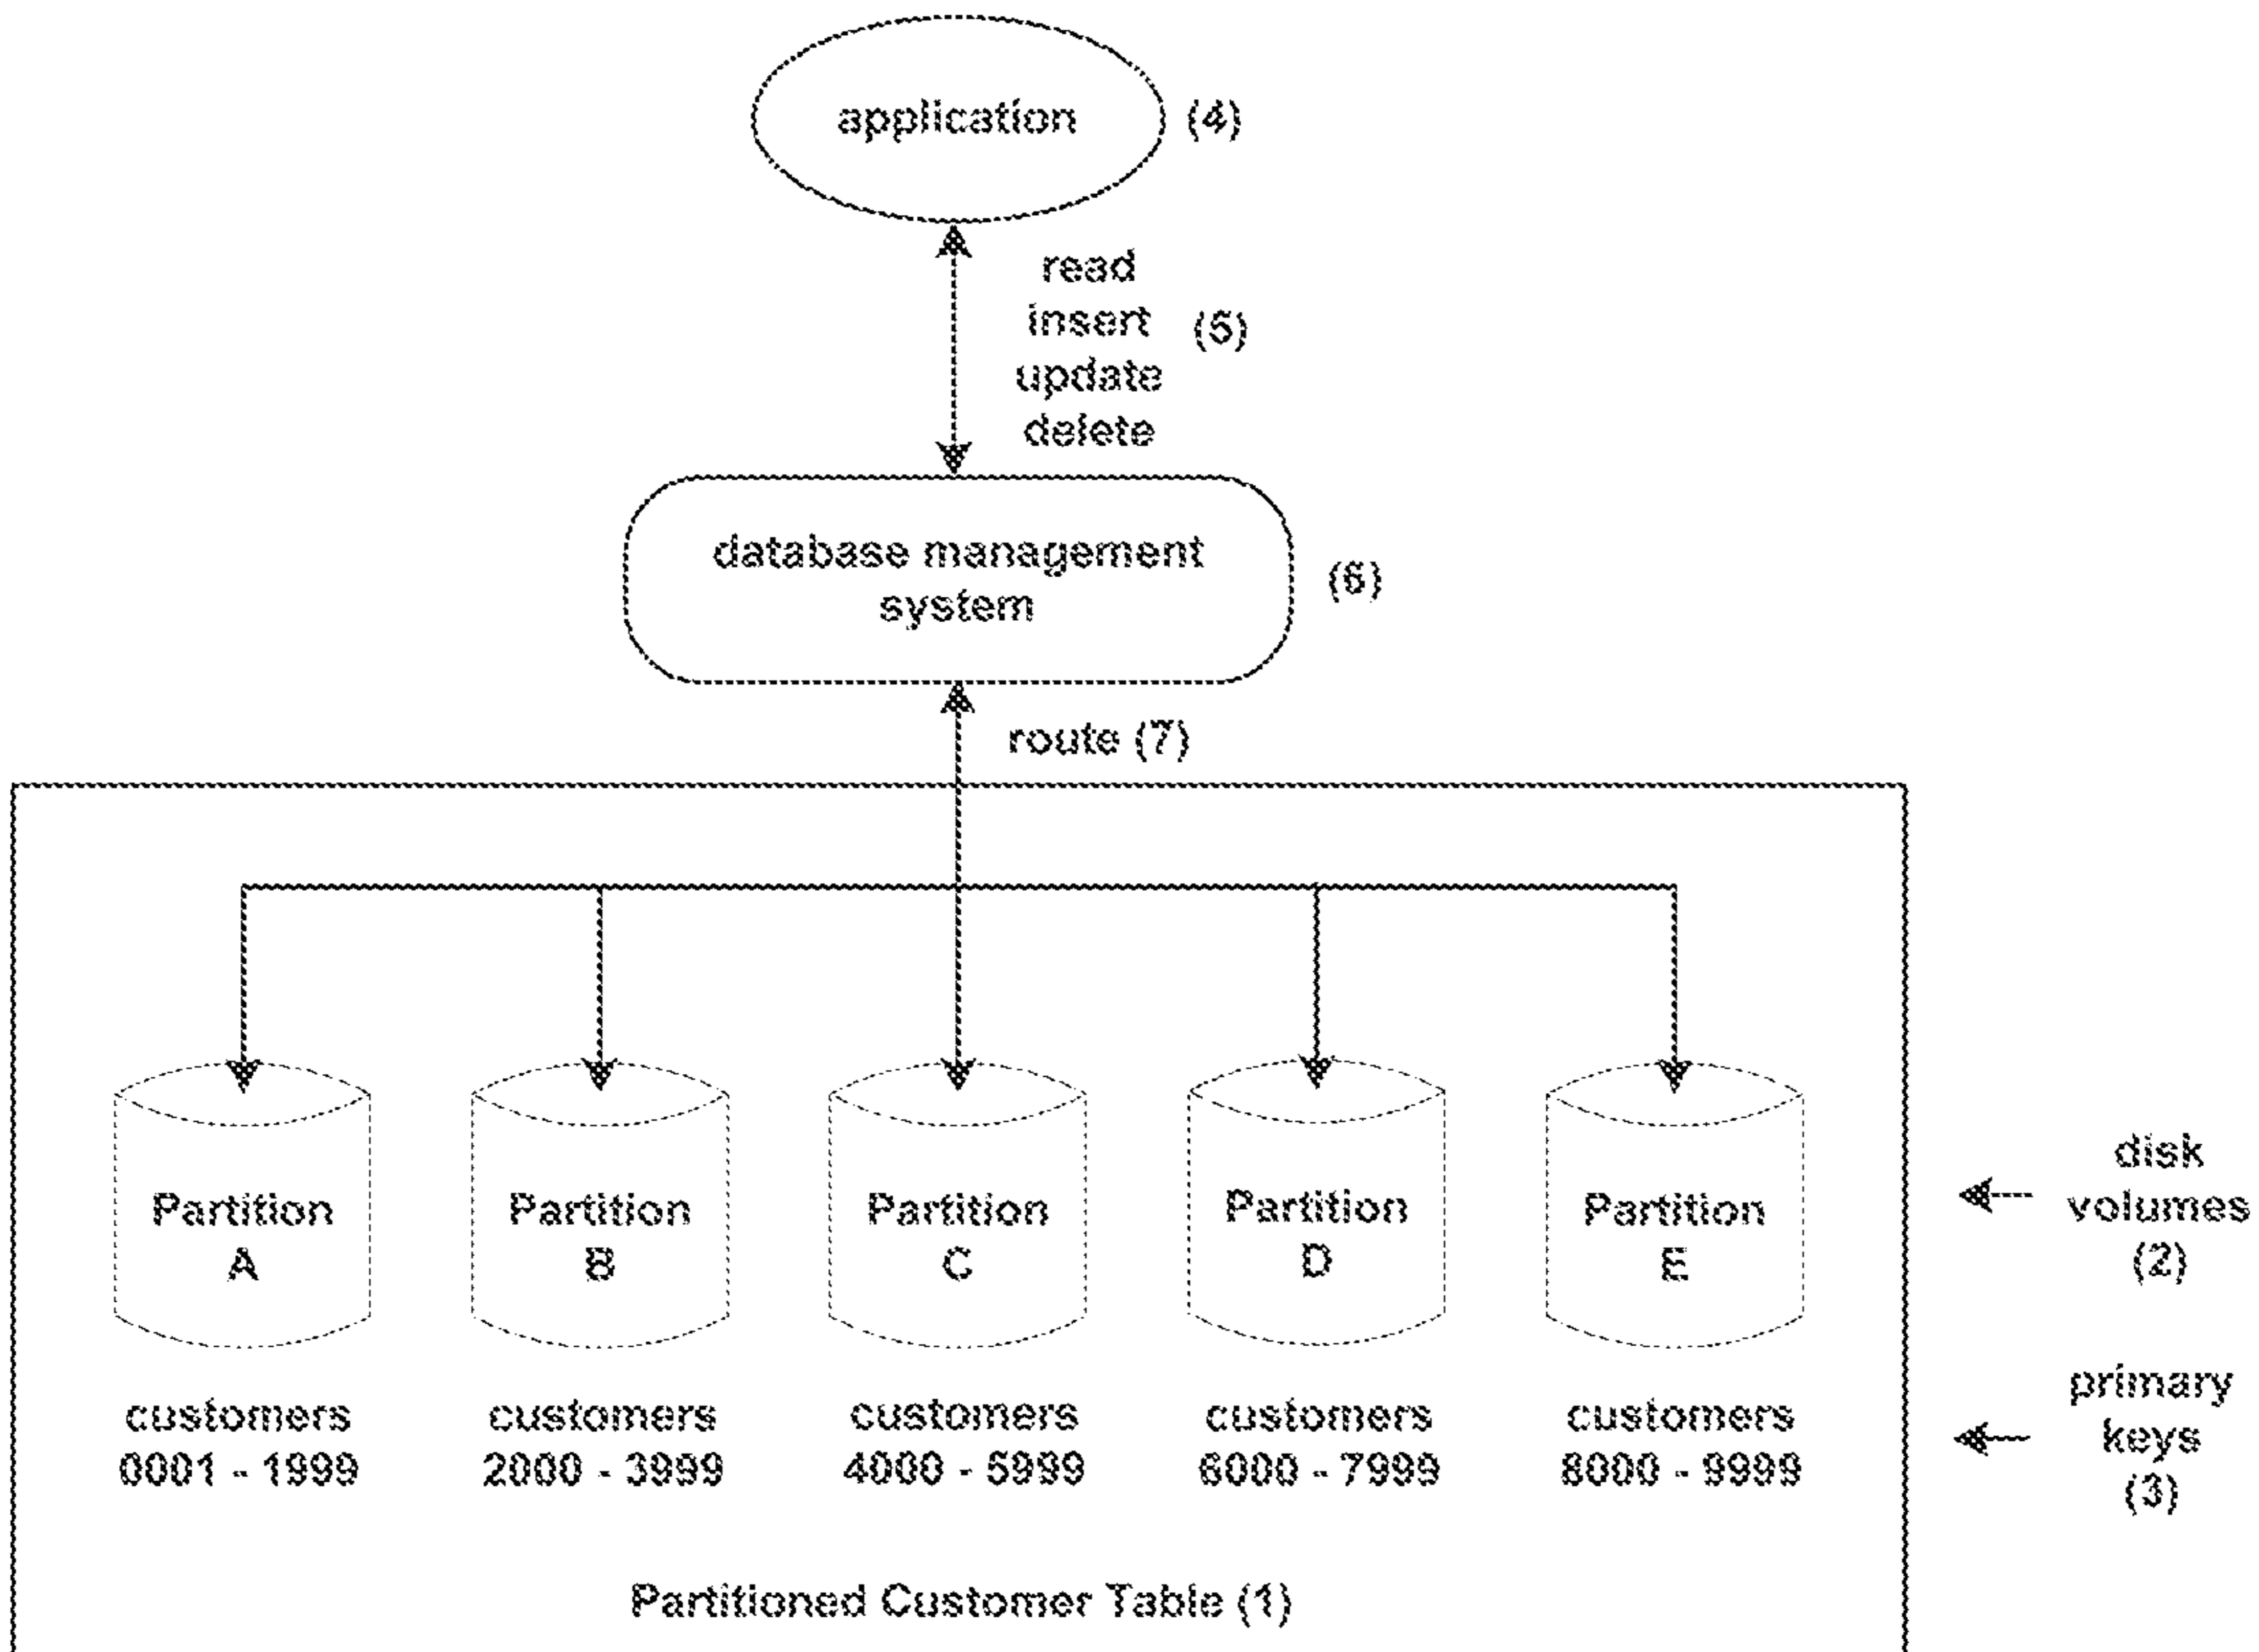 application (4)
read
insert (5)
update
delete
database management
system
(6)
route (7)
Partition
A
Partition
B
Partition
C
Partition
D
Partition
E
disk
volumes
(2)
customers
0001 - 1999
customers
2000 - 3999
customers
4000 - 5999
customers
6000 - 7999
customers
8000 - 9999
primary
keys
(3)
Partitioned Customer Table (1)